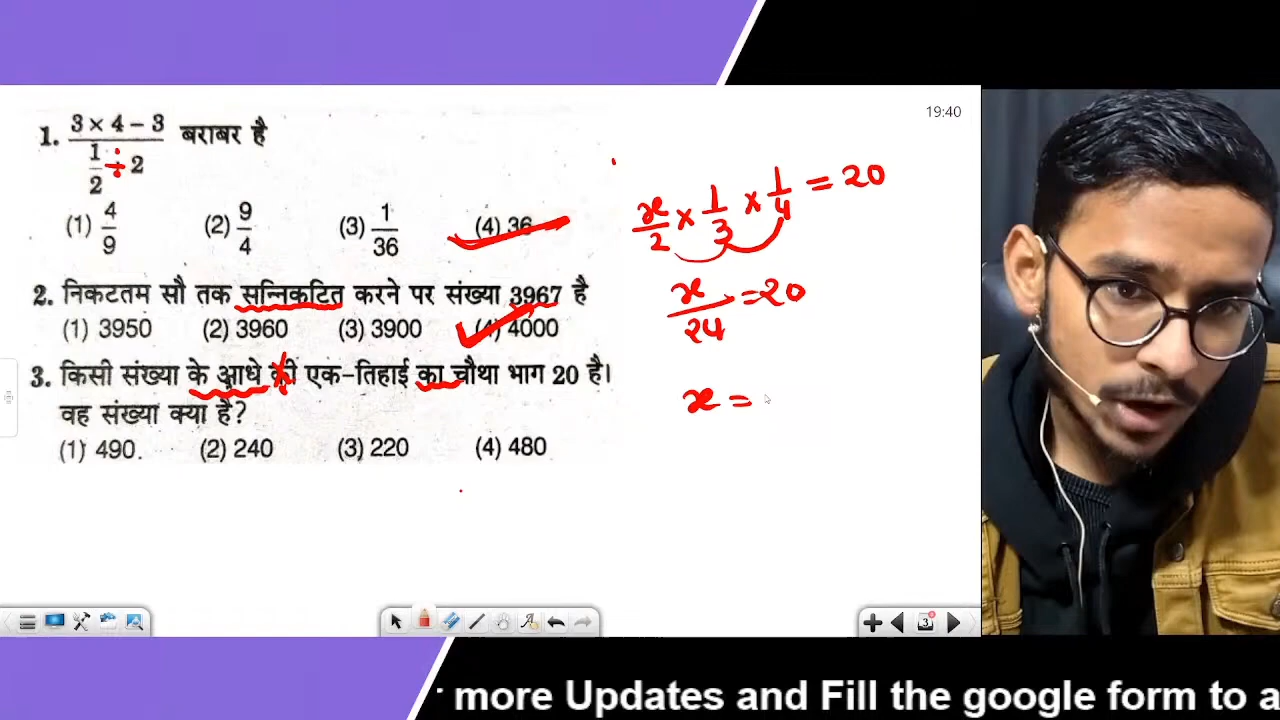 19:40
1. 3 × 4 – 3 / 1/2 ÷ 2 बराबर है
(1) 4/9 (2) 9/4 (3) 1/36 (4) 36
2. निकटतम सौ तक सन्निकटित करने पर संख्या 3967 है
(1) 3950 (2) 3960 (3) 3900 (4) 4000
3. किसी संख्या के आधे की एक-तिहाई का चौथा भाग 20 है।
वह संख्या क्या है?
(1) 490. (2) 240 (3) 220 (4) 480
x/2 × 1/3 × 1/4 = 20
x/24 = 20
x =
3
r more Updates and Fill the google form to a